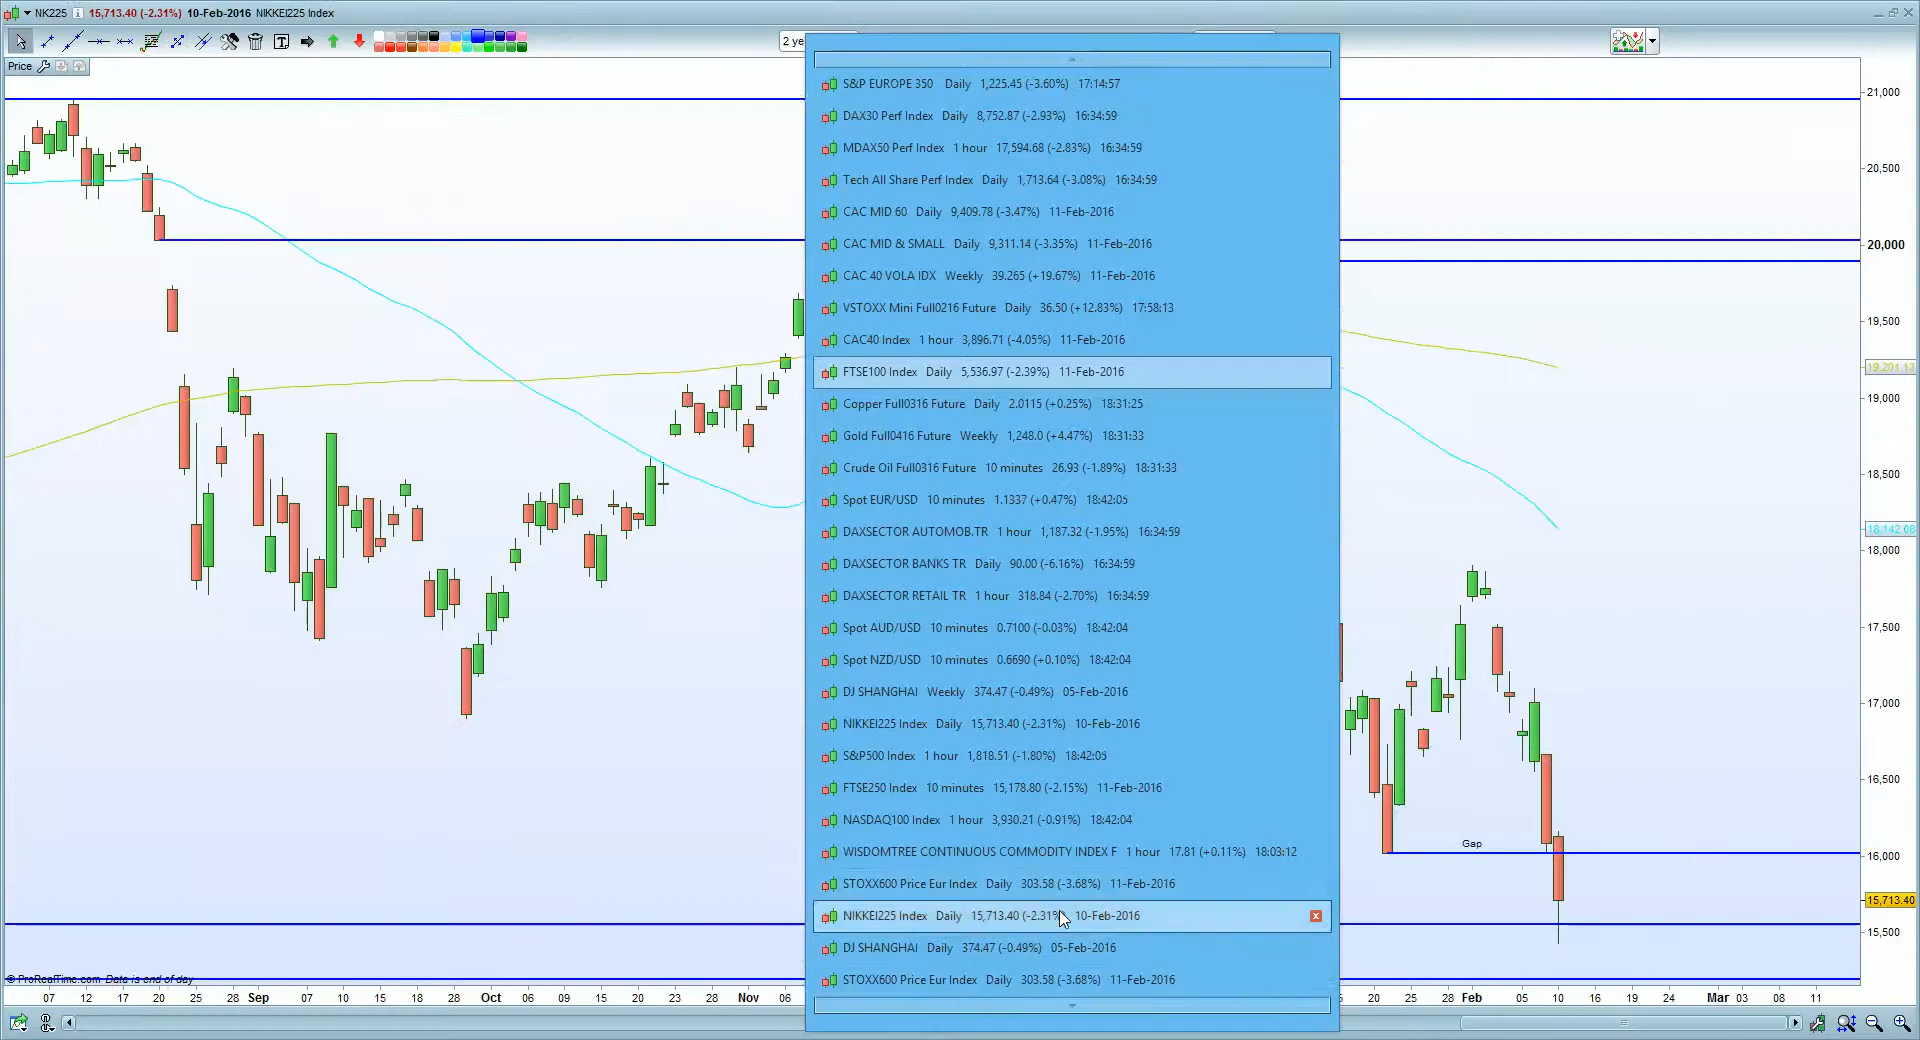 NK225 15,713.40 (-2.31%) 10-Feb-2016 NIKKEI225 Index
2 ye
Price
S&P EUROPE 350 Daily 1,225.45 (-3.60%) 17:14:57
DAX30 Perf Index Daily 8,752.87 (-2.93%) 16:34:59
MDAX50 Perf Index 1 hour 17,594.68 (-2.83%) 16:34:59
Tech All Share Perf Index Daily 1,713.64 (-3.08%) 16:34:59
CAC MID 60 Daily 9,409.78 (-3.47%) 11-Feb-2016
CAC MID & SMALL Daily 9,311.14 (-3.35%) 11-Feb-2016
CAC 40 VOLA IDX Weekly 39.265 (+19.67%) 11-Feb-2016
VSTOXX Mini Full0216 Future Daily 36.50 (+12.83%) 17:58:13
CAC40 Index 1 hour 3,896.71 (-4.05%) 11-Feb-2016
FTSE100 Index Daily 5,536.97 (-2.39%) 11-Feb-2016
Copper Full0316 Future Daily 2.0115 (+0.25%) 18:31:25
Gold Full0416 Future Weekly 1,248.0 (+4.47%) 18:31:33
Crude Oil Full0316 Future 10 minutes 26.93 (-1.89%) 18:31:33
Spot EUR/USD 10 minutes 1.1337 (+0.47%) 18:42:05
DAXSECTOR AUTOMOB.TR 1 hour 1,187.32 (-1.95%) 16:34:59
DAXSECTOR BANKS TR Daily 90.00 (-6.16%) 16:34:59
DAXSECTOR RETAIL TR 1 hour 318.84 (-2.70%) 16:34:59
Spot AUD/USD 10 minutes 0.7100 (-0.03%) 18:42:04
Spot NZD/USD 10 minutes 0.6690 (+0.10%) 18:42:04
DJ SHANGHAI Weekly 374.47 (-0.49%) 05-Feb-2016
NIKKEI225 Index Daily 15,713.40 (-2.31%) 10-Feb-2016
S&P500 Index 1 hour 1,818.51 (-1.80%) 18:42:05
FTSE250 Index 10 minutes 15,178.80 (-2.15%) 11-Feb-2016
NASDAQ100 Index 1 hour 3,930.21 (-0.91%) 18:42:04
WISDOMTREE CONTINUOUS COMMODITY INDEX F 1 hour 17.81 (+0.11%) 18:03:12
STOXX600 Price Eur Index Daily 303.58 (-3.68%) 11-Feb-2016
NIKKEI225 Index Daily 15,713.40 (-2.31% 10-Feb-2016
DJ SHANGHAI Daily 374.47 (-0.49%) 05-Feb-2016
STOXX600 Price Eur Index Daily 303.58 (-3.68%) 11-Feb-2016
Gap
21,000
20,500
20,000
19,500
19,201.13
19,000
18,500
18,142.08
18,000
17,500
17,000
16,500
16,000
15,713.40
15,500
© ProRealTime.com Data is end of day
07 12 17 20 25 28 Sep 07 10 15 18 23 28 Oct 06 09 15 20 23 28 Nov 06 20 25 28 Feb 05 10 16 19 24 Mar 03 08 11